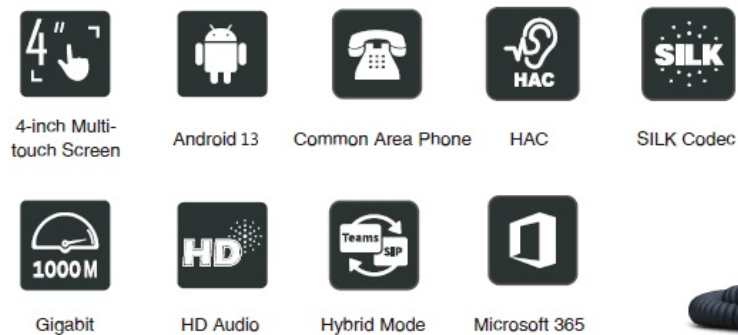 4"
HAC
SILK
4-inch Multi-
touch Screen
Android 13
Common Area Phone
HAC
SILK Codec
1000M
HD
Teams
SIP
Gigabit
HD Audio
Hybrid Mode
Microsoft 365